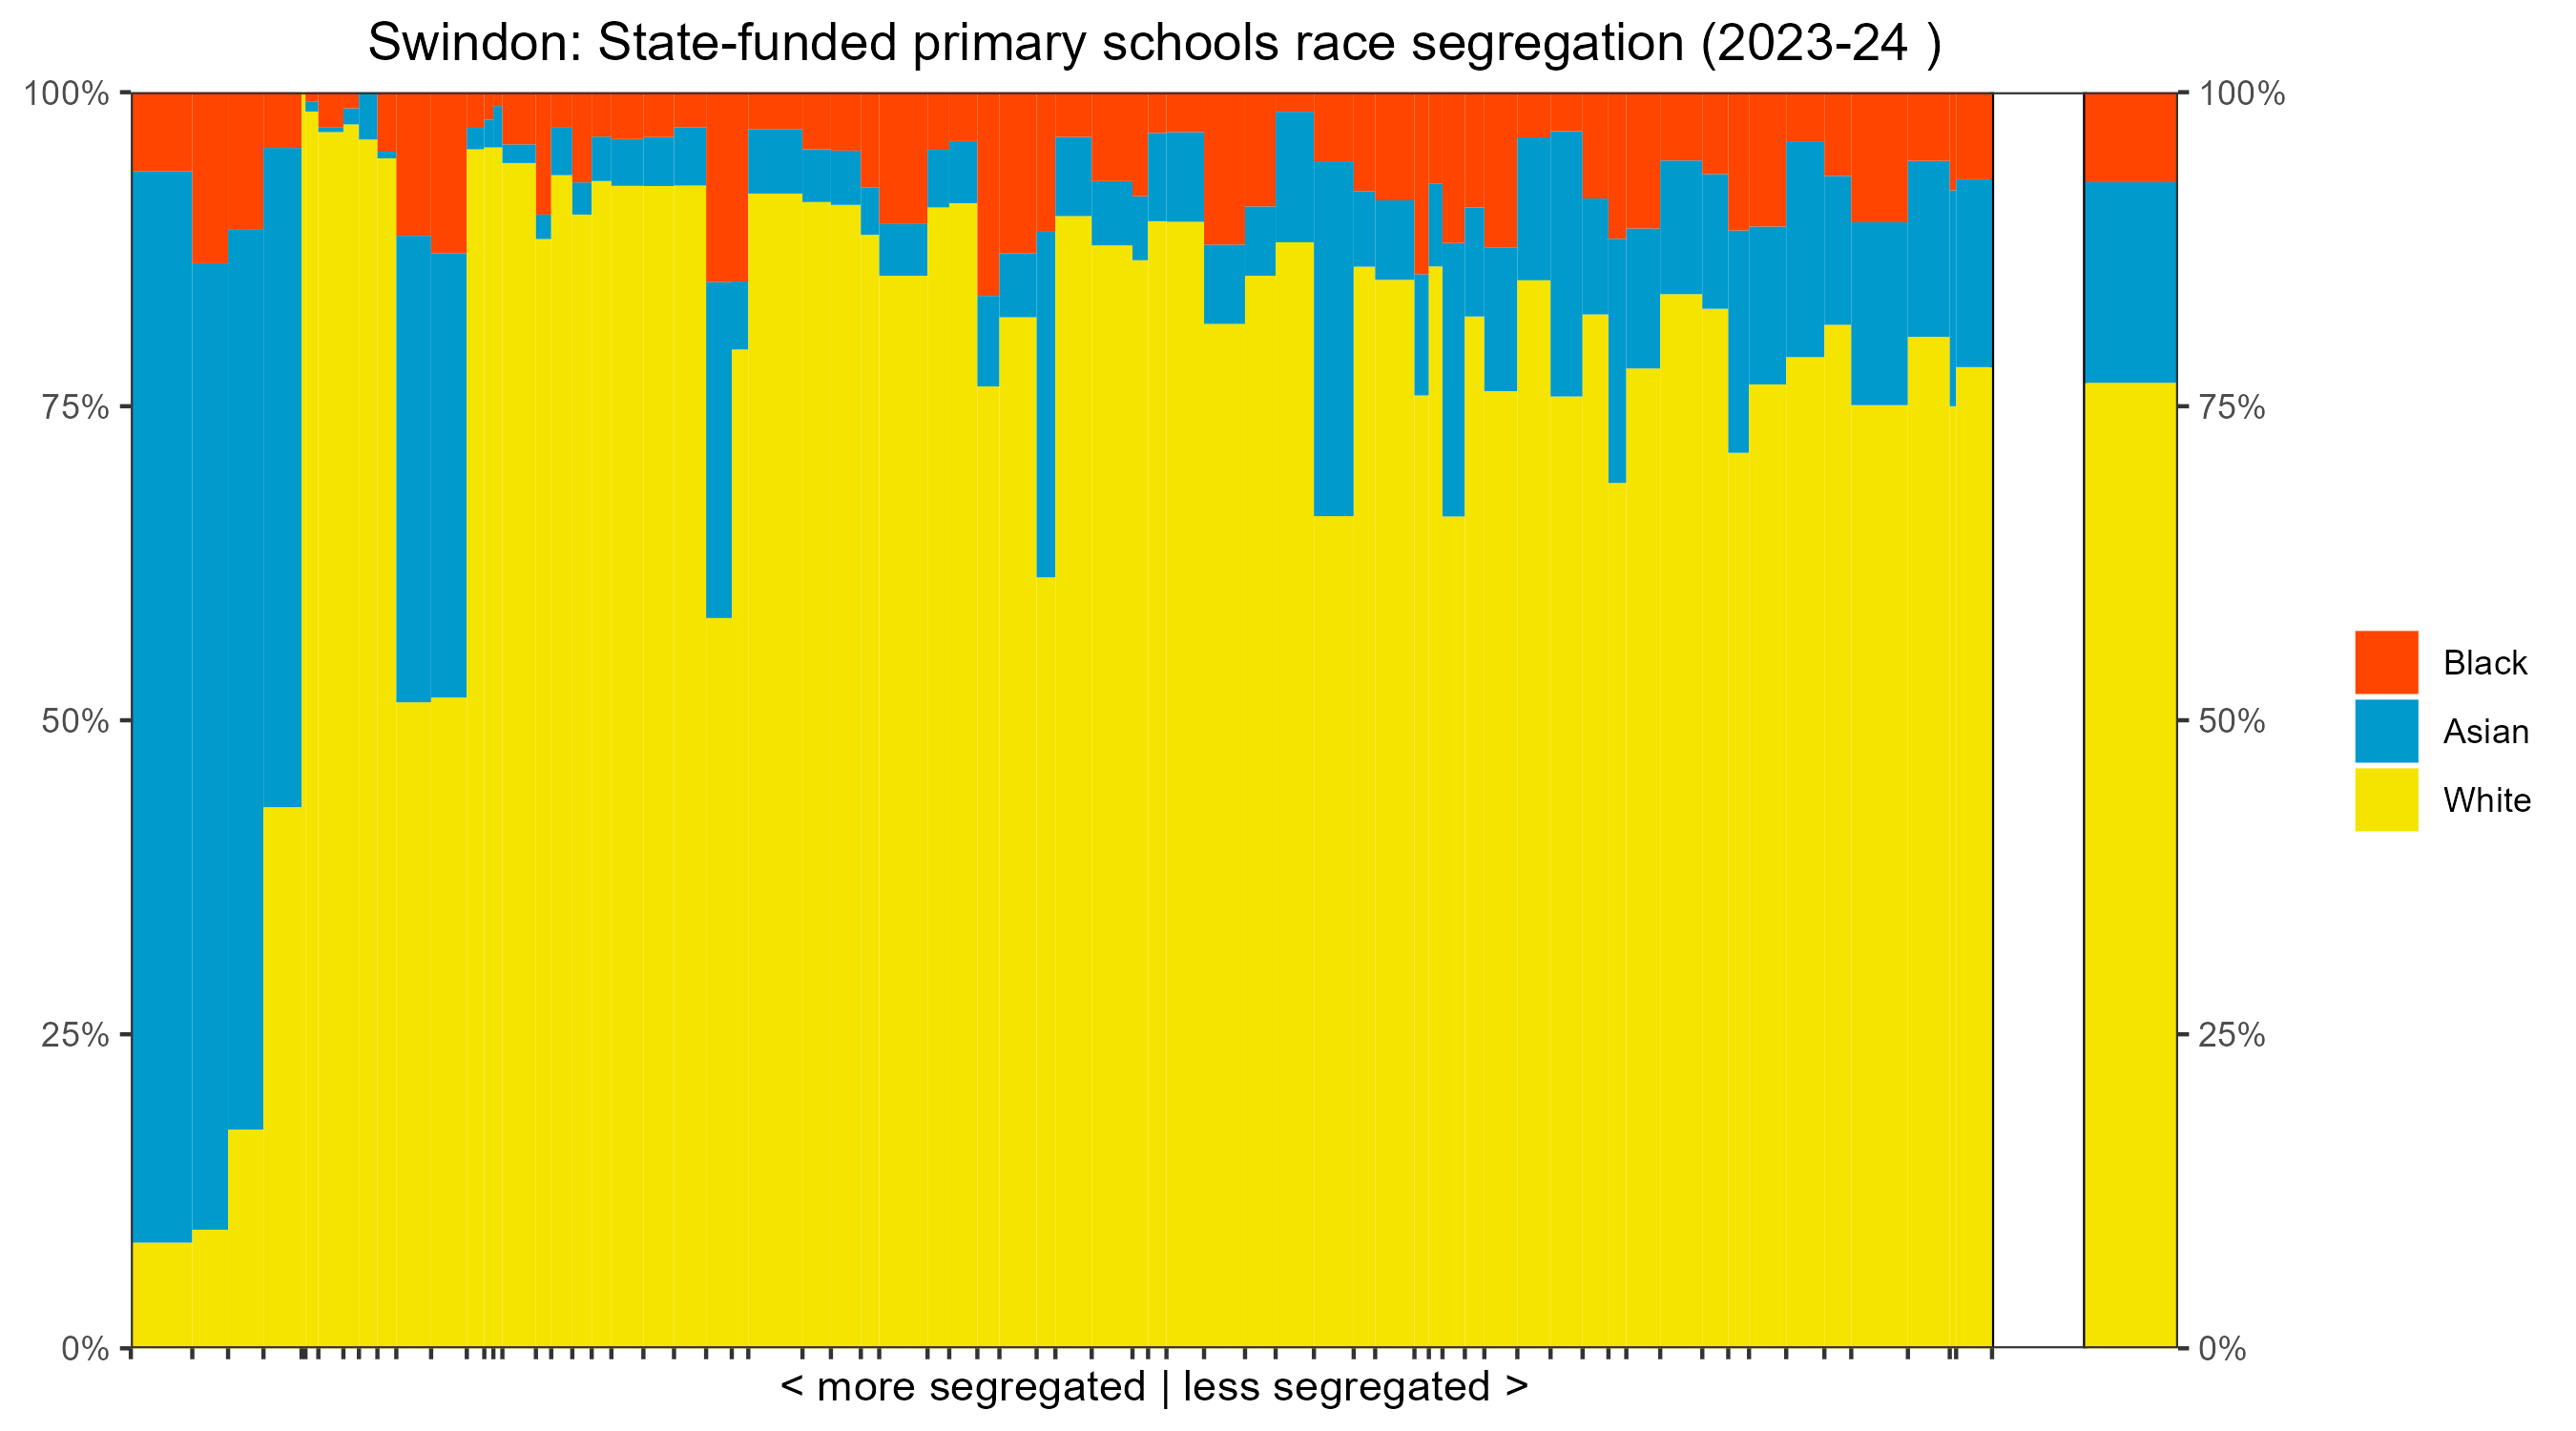 Swindon: State-funded primary schools race segregation (2023-24 )
100%
75%
50%
25%
0%
100%
75%
50%
25%
0%
Black
Asian
White
< more segregated | less segregated >